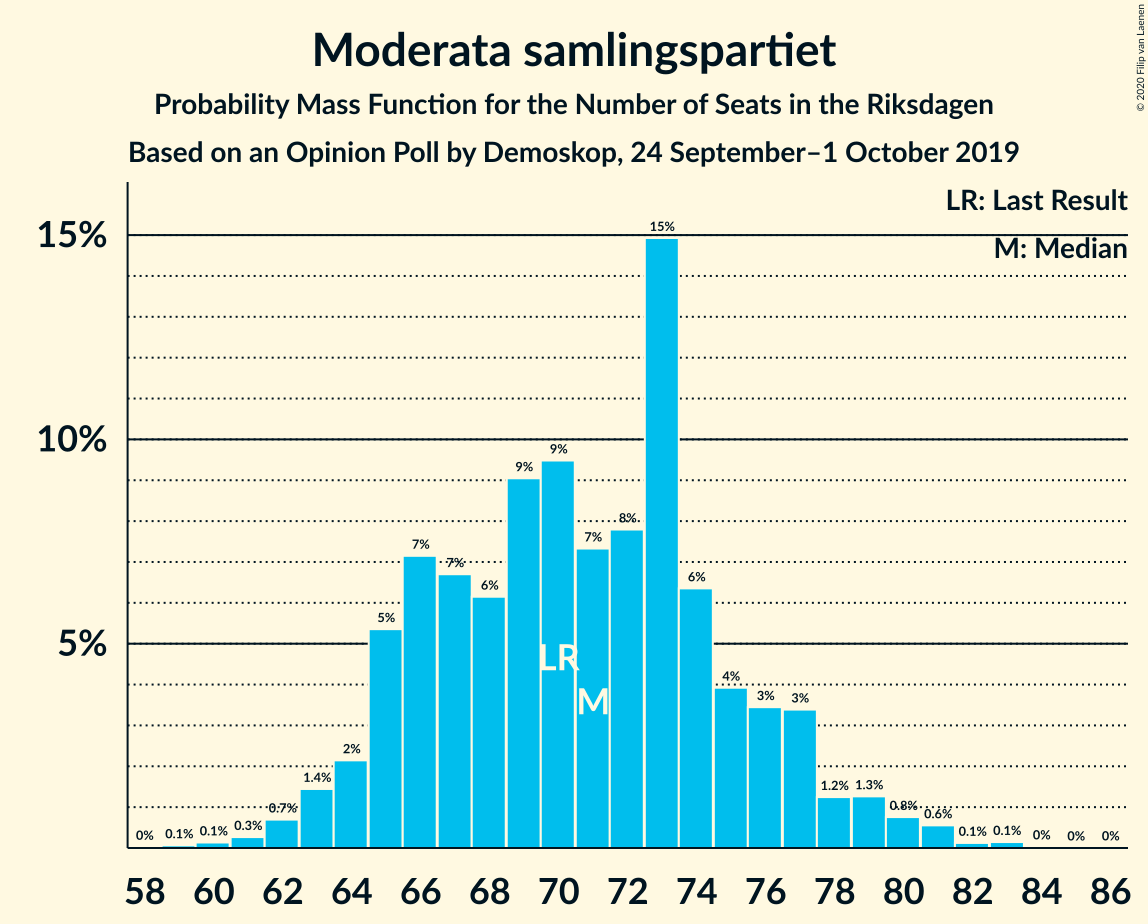 Moderata samlingspartiet
Probability Mass Function for the Number of Seats in the Riksdagen
Based on an Opinion Poll by Demoskop, 24 September–1 October 2019
© 2020 Filip van Laenen
LR: Last Result
M: Median
15%
10%
5%
0% 0.1% 0.1% 0.3% 0.7% 1.4% 2% 5% 7% 7% 6% 9% 9% 7% 8% 15% 6% 4% 3% 3% 1.2% 1.3% 0.8% 0.6% 0.1% 0.1% 0% 0% 0%
LR
M
58 60 62 64 66 68 70 72 74 76 78 80 82 84 86